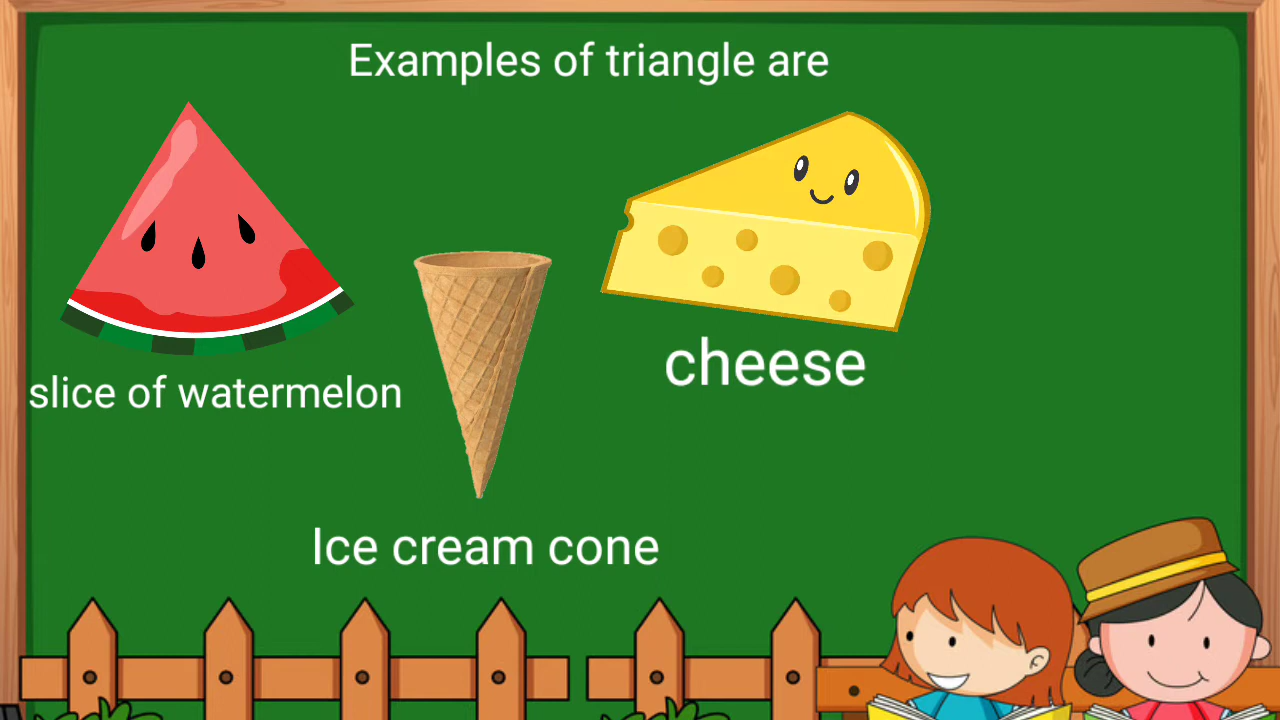 Examples of triangle are
slice of watermelon
cheese
Ice cream cone